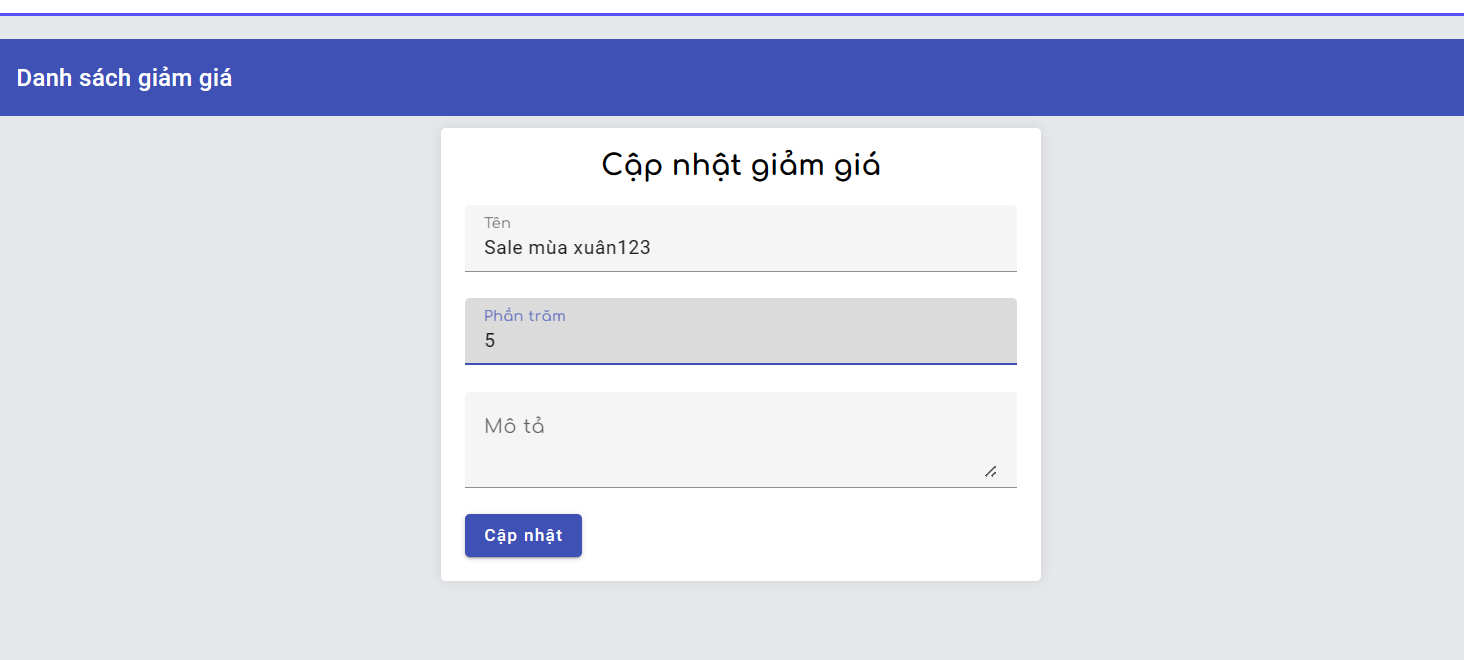 Danh sách giảm giá
Cập nhật giảm giá
Tên
Sale mùa xuân123
Phần trăm
5
Mô tả
Cập nhật